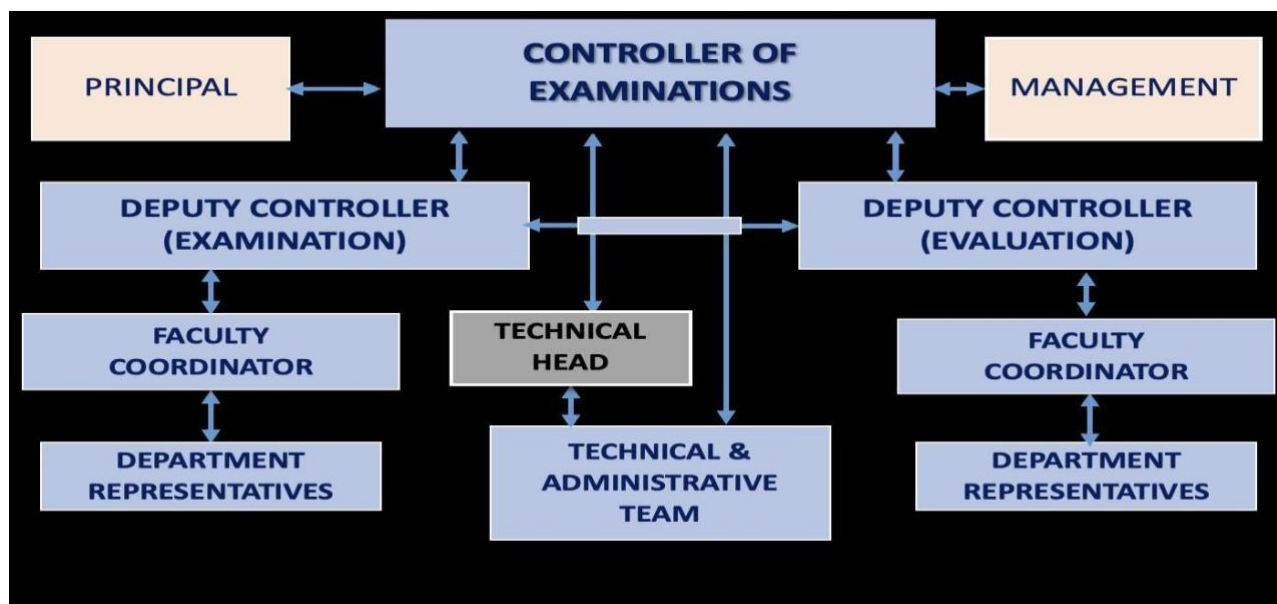 CONTROLLER OF
EXAMINATIONS
PRINCIPAL
MANAGEMENT
DEPUTY CONTROLLER
(EXAMINATION)
DEPUTY CONTROLLER
(EVALUATION)
FACULTY
COORDINATOR
TECHNICAL
HEAD
FACULTY
COORDINATOR
DEPARTMENT
REPRESENTATIVES
TECHNICAL &
ADMINISTRATIVE
TEAM
DEPARTMENT
REPRESENTATIVES